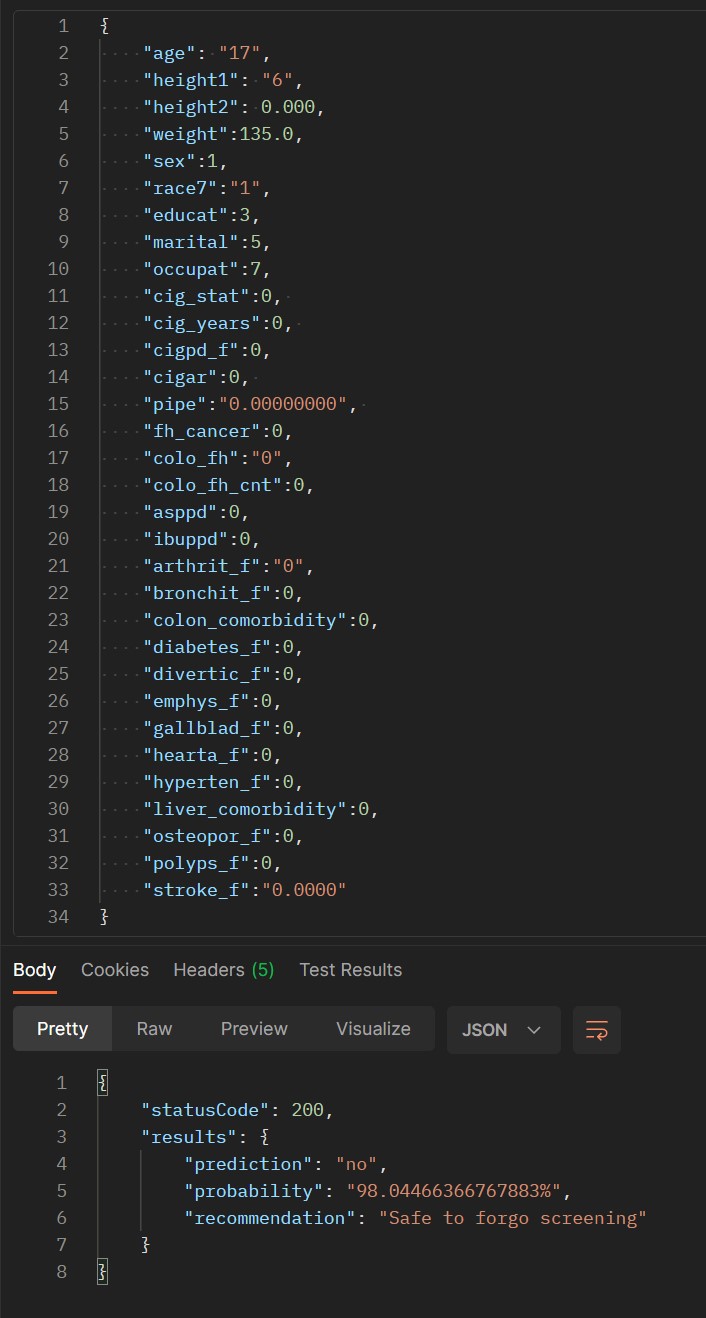 1 {
2 "age": "17",
3 "height1": "6",
4 "height2": 0.000,
5 "weight":135.0,
6 "sex":1,
7 "race7":"1",
8 "educat":3,
9 "marital":5,
10 "occupat":7,
11 "cig_stat":0,
12 "cig_years":0,
13 "cigpd_f":0,
14 "cigar":0,
15 "pipe":"0.00000000",
16 "fh_cancer":0,
17 "colo_fh":"0",
18 "colo_fh_cnt":0,
19 "asppd":0,
20 "ibuppd":0,
21 "arthrit_f":"0",
22 "bronchit_f":0,
23 "colon_comorbidity":0,
24 "diabetes_f":0,
25 "divertic_f":0,
26 "emphys_f":0,
27 "gallblad_f":0,
28 "hearta_f":0,
29 "hyperten_f":0,
30 "liver_comorbidity":0,
31 "osteopor_f":0,
32 "polyps_f":0,
33 "stroke_f":"0.0000"
34 }
Body Cookies Headers (5) Test Results
Pretty Raw Preview Visualize JSON
1 {
2 "statusCode": 200,
3 "results": {
4 "prediction": "no",
5 "probability": "98.04466366767883%",
6 "recommendation": "Safe to forgo screening"
7 }
8 }